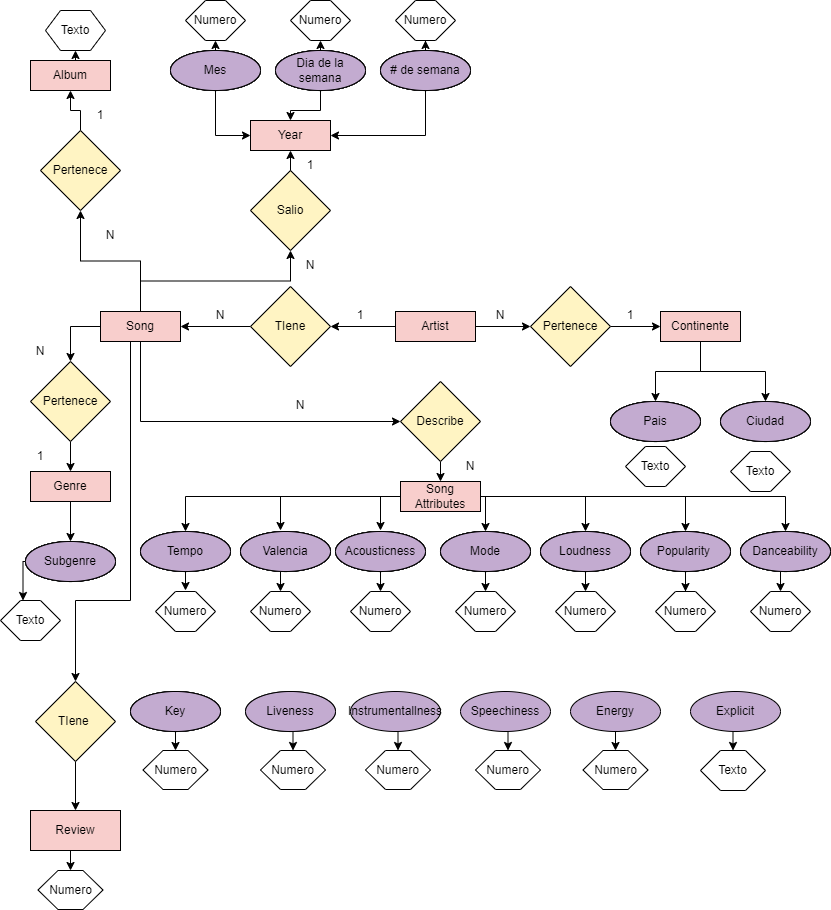 Numero
Numero
Numero
Texto
Mes
Dia de la
semana
# de semana
Album
1
Year
Pertenece
1
Salio
N
N
Song
N
TIene
1
Artist
N
Pertenece
1
Continente
N
Pertenece
N
Describe
Pais
Ciudad
1
N
Texto
Texto
Genre
Song
Attributes
Subgenre
Tempo
Valencia
Acousticness
Mode
Loudness
Popularity
Danceability
Texto
Numero
Numero
Numero
Numero
Numero
Numero
Numero
TIene
Key
Liveness
Instrumentallness
Speechiness
Energy
Explicit
Numero
Numero
Numero
Numero
Numero
Texto
Review
Numero